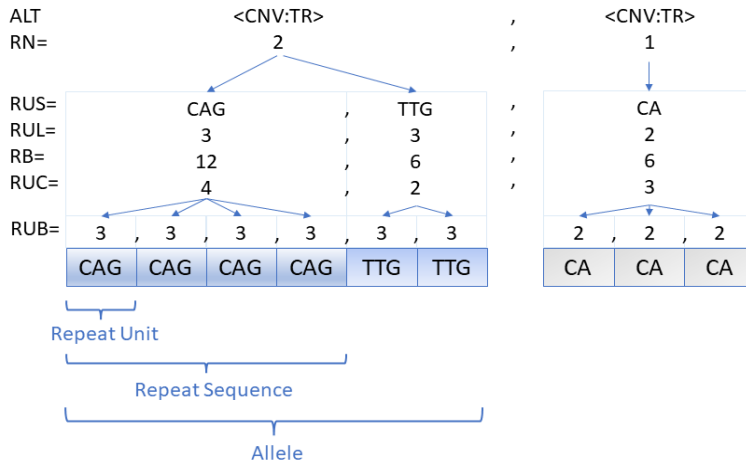 ALT <CNV:TR> , <CNV:TR>
RN= 2 , 1
RUS= CAG , TTG , CA
RUL= 3 , 3 , 2
RB= 12 , 6 , 6
RUC= 4 , 2 , 3
RUB= 3 , 3 , 3 , 3 , 3 , 3 2 , 2 , 2
CAG CAG CAG CAG TTG TTG CA CA CA
Repeat Unit
Repeat Sequence
Allele